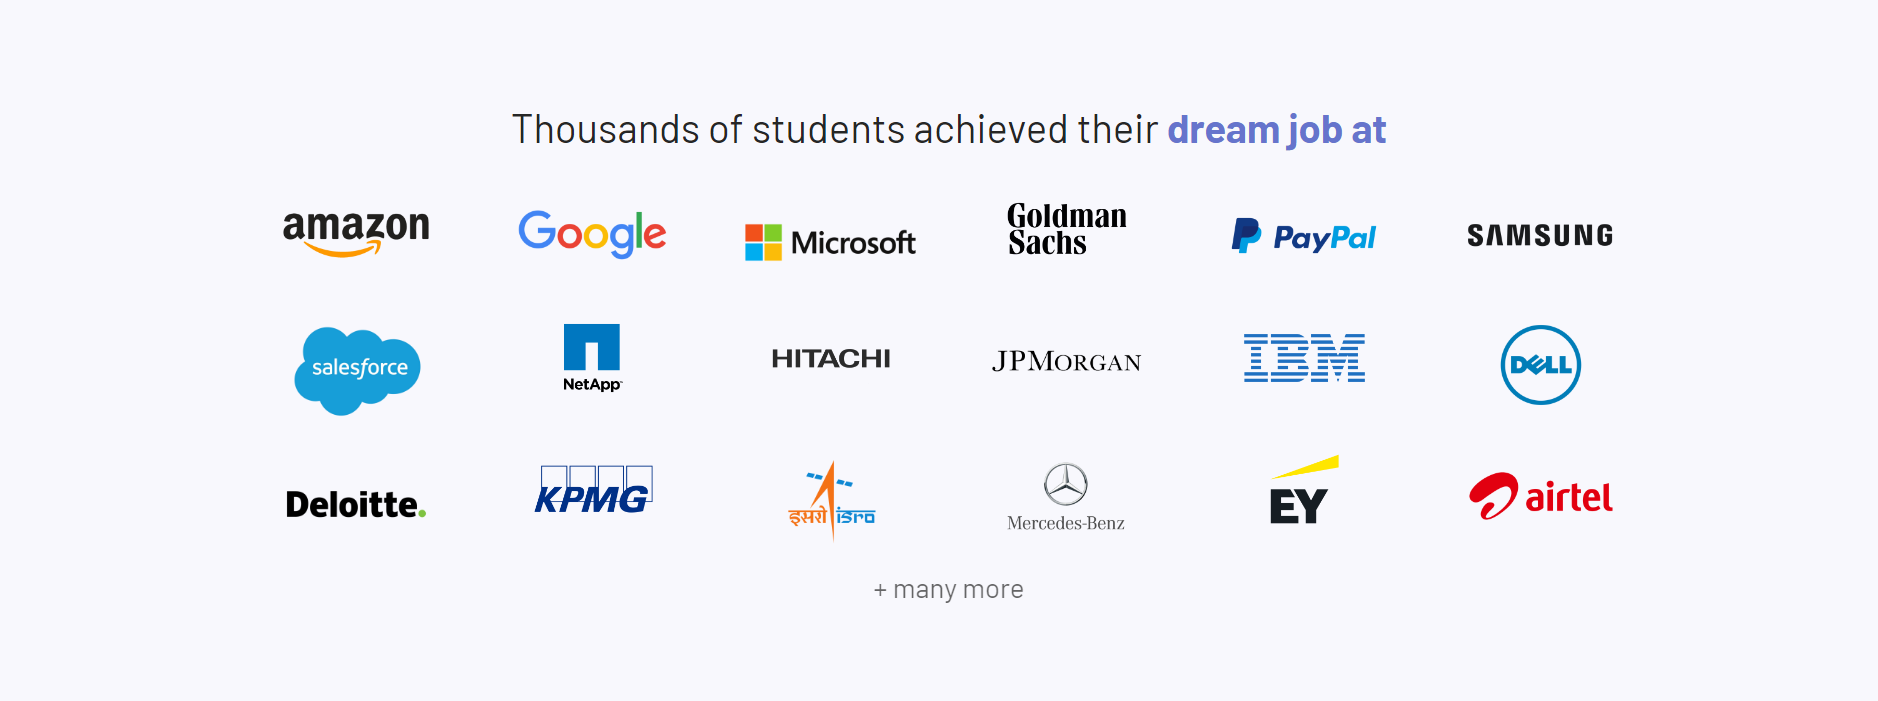 Thousands of students achieved their dream job at
amazon
Google
Microsoft
Goldman
Sachs
PayPal
SAMSUNG
salesforce
NetApp
HITACHI
JPMORGAN
IBM
DELL
Deloitte.
KPMG
इसरो isro
Mercedes-Benz
EY
airtel
+ many more